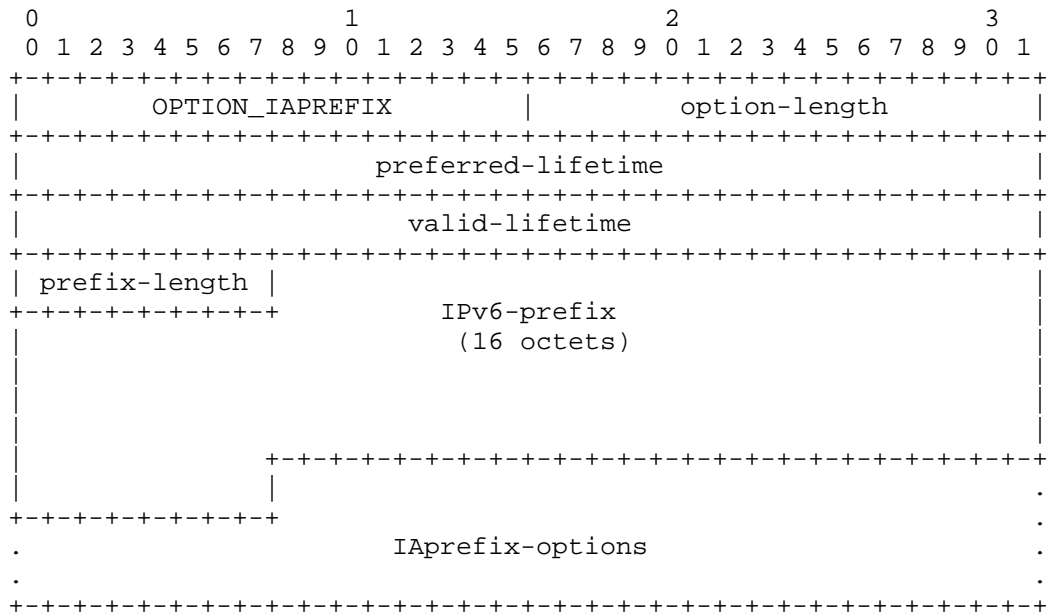 0                   1                   2                   3
0 1 2 3 4 5 6 7 8 9 0 1 2 3 4 5 6 7 8 9 0 1 2 3 4 5 6 7 8 9 0 1
+-+-+-+-+-+-+-+-+-+-+-+-+-+-+-+-+-+-+-+-+-+-+-+-+-+-+-+-+-+-+-+-+
|        OPTION_IAPREFIX        |         option-length         |
+-+-+-+-+-+-+-+-+-+-+-+-+-+-+-+-+-+-+-+-+-+-+-+-+-+-+-+-+-+-+-+-+
|                      preferred-lifetime                       |
+-+-+-+-+-+-+-+-+-+-+-+-+-+-+-+-+-+-+-+-+-+-+-+-+-+-+-+-+-+-+-+-+
|                        valid-lifetime                         |
+-+-+-+-+-+-+-+-+-+-+-+-+-+-+-+-+-+-+-+-+-+-+-+-+-+-+-+-+-+-+-+-+
| prefix-length |                                               |
+-+-+-+-+-+-+-+-+          IPv6-prefix                          |
|                           (16 octets)                         |
|                                                               |
|                                                               |
|                                                               |
|               +-+-+-+-+-+-+-+-+-+-+-+-+-+-+-+-+-+-+-+-+-+-+-+-+
|               |                                               .
+-+-+-+-+-+-+-+-+                                               .
.                       IAprefix-options                        .
.                                                               .
+-+-+-+-+-+-+-+-+-+-+-+-+-+-+-+-+-+-+-+-+-+-+-+-+-+-+-+-+-+-+-+-+